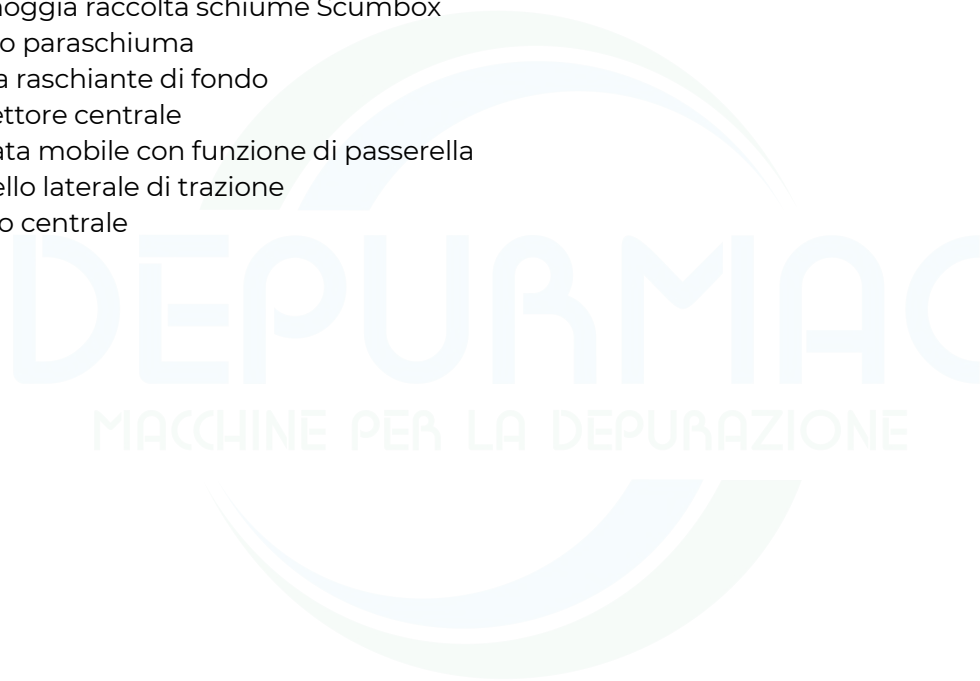 noggia raccolta schiume Scumbox
o paraschiuma
a raschiante di fondo
ettore centrale
ata mobile con funzione di passerella
ello laterale di trazione
o centrale
DEPURMAC
MACCHINE PER LA DEPURAZIONE